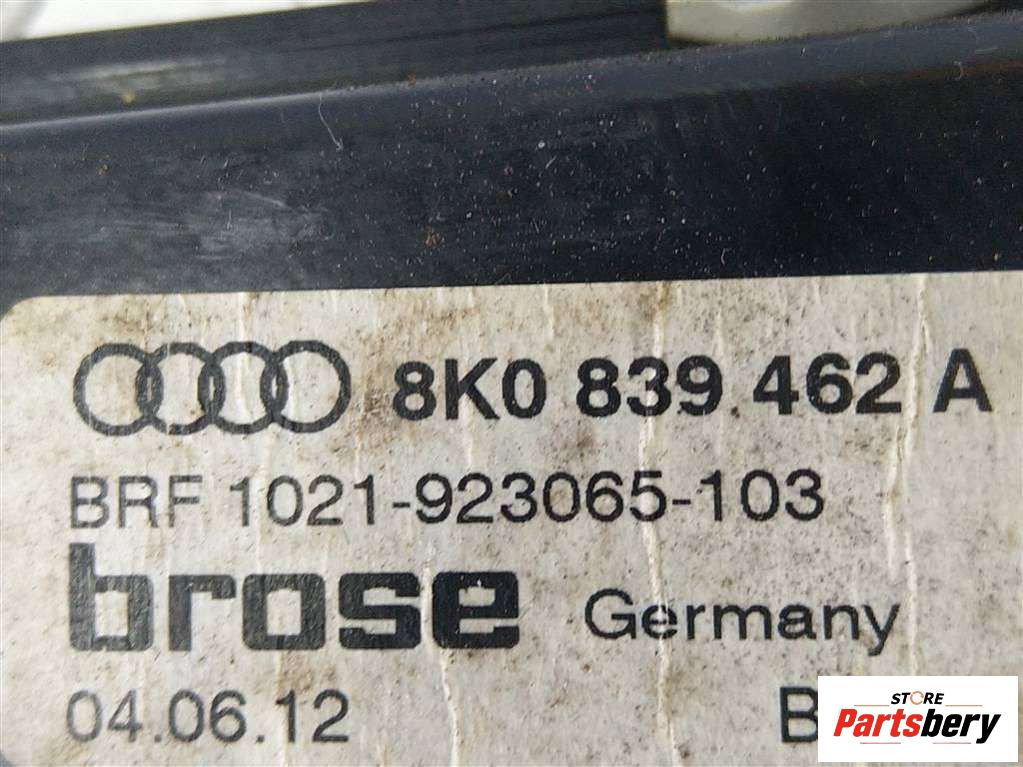 8K0 839 462 A
BRF 1021-923065-103
brose Germany
04.06.12 B
STORE
Partsbery